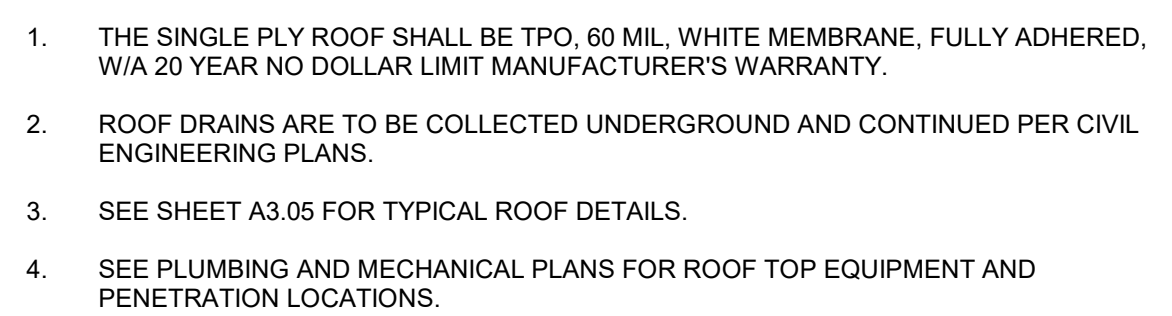 1. THE SINGLE PLY ROOF SHALL BE TPO, 60 MIL, WHITE MEMBRANE, FULLY ADHERED,
W/A 20 YEAR NO DOLLAR LIMIT MANUFACTURER'S WARRANTY.
2. ROOF DRAINS ARE TO BE COLLECTED UNDERGROUND AND CONTINUED PER CIVIL
ENGINEERING PLANS.
3. SEE SHEET A3.05 FOR TYPICAL ROOF DETAILS.
4. SEE PLUMBING AND MECHANICAL PLANS FOR ROOF TOP EQUIPMENT AND
PENETRATION LOCATIONS.